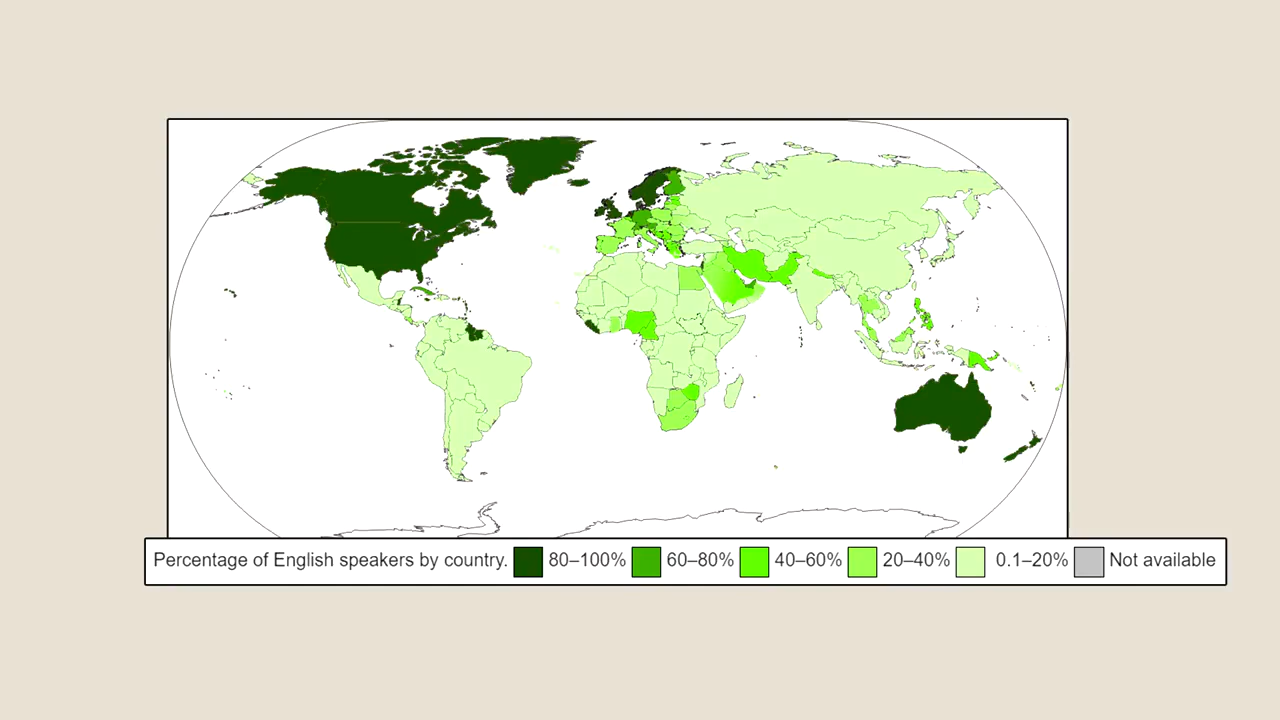 Percentage of English speakers by country. 80–100% 60–80% 40–60% 20–40% 0.1–20% Not available